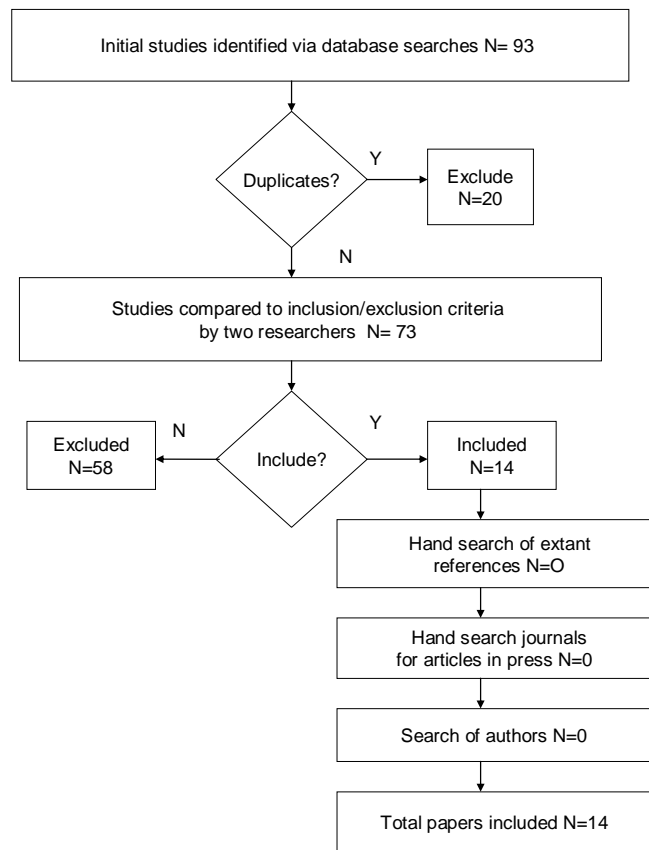 Initial studies identified via database searches N= 93
Y
Duplicates?
Exclude
N=20
N
Studies compared to inclusion/exclusion criteria
by two researchers N= 73
N
Y
Excluded
N=58
Include?
Included
N=14
Hand search of extant
references N=O
Hand search journals
for articles in press N=0
Search of authors N=0
Total papers included N=14